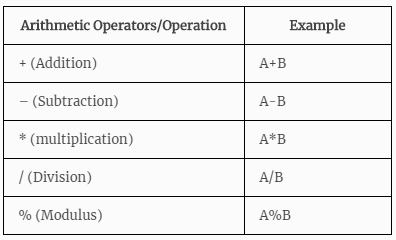 Arithmetic Operators/Operation Example
+ (Addition) A+B
– (Subtraction) A-B
* (multiplication) A*B
/ (Division) A/B
% (Modulus) A%B